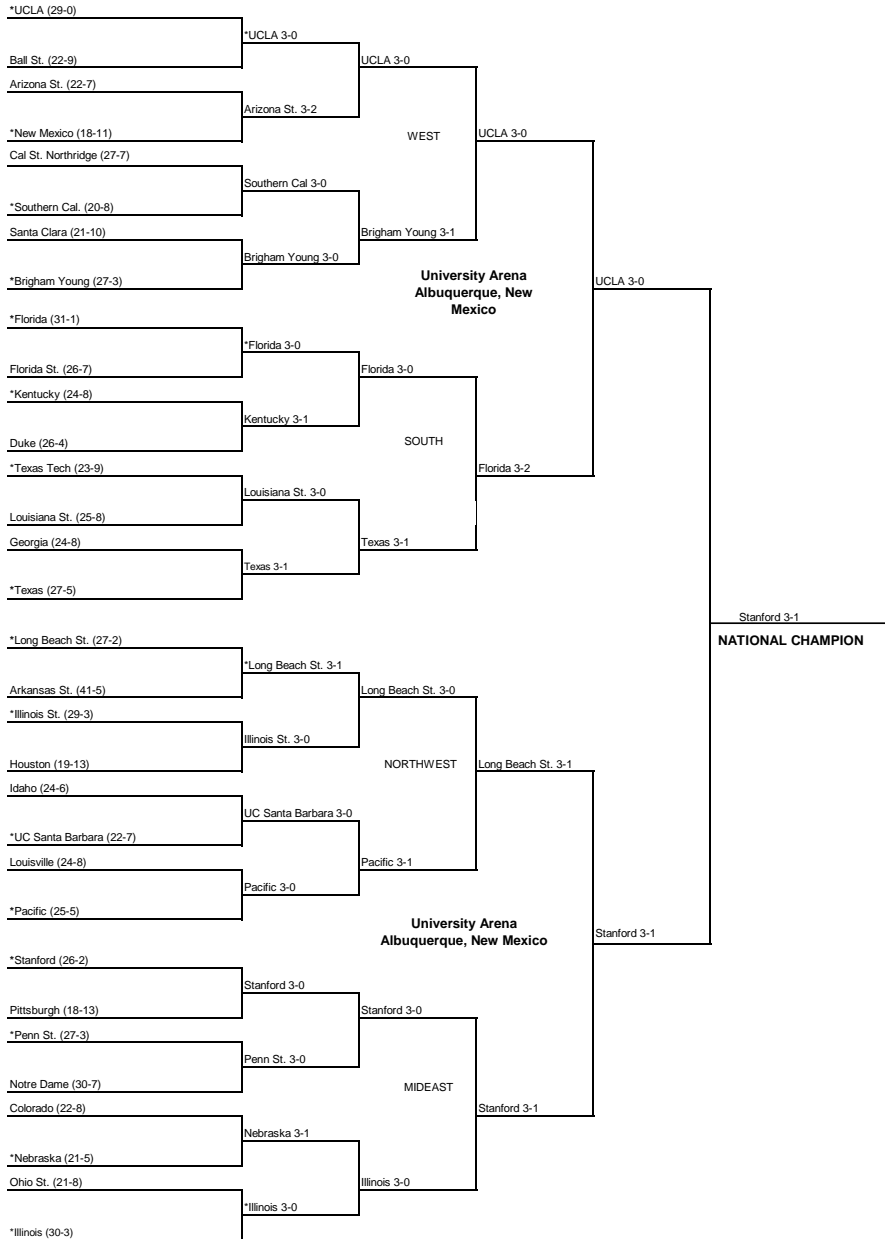 *UCLA (29-0)
*UCLA 3-0
Ball St. (22-9)
UCLA 3-0
Arizona St. (22-7)
Arizona St. 3-2
*New Mexico (18-11)
WEST
UCLA 3-0
Cal St. Northridge (27-7)
Southern Cal 3-0
*Southern Cal. (20-8)
Santa Clara (21-10)
Brigham Young 3-1
Brigham Young 3-0
*Brigham Young (27-3)
University Arena
Albuquerque, New
Mexico
UCLA 3-0
*Florida (31-1)
*Florida 3-0
Florida St. (26-7)
Florida 3-0
*Kentucky (24-8)
Kentucky 3-1
Duke (26-4)
SOUTH
*Texas Tech (23-9)
Florida 3-2
Louisiana St. 3-0
Louisiana St. (25-8)
Georgia (24-8)
Texas 3-1
Texas 3-1
*Texas (27-5)
Stanford 3-1
NATIONAL CHAMPION
*Long Beach St. (27-2)
*Long Beach St. 3-1
Arkansas St. (41-5)
Long Beach St. 3-0
*Illinois St. (29-3)
Illinois St. 3-0
Houston (19-13)
NORTHWEST
Long Beach St. 3-1
Idaho (24-6)
UC Santa Barbara 3-0
*UC Santa Barbara (22-7)
Louisville (24-8)
Pacific 3-1
Pacific 3-0
*Pacific (25-5)
University Arena
Albuquerque, New Mexico
Stanford 3-1
*Stanford (26-2)
Stanford 3-0
Pittsburgh (18-13)
Stanford 3-0
*Penn St. (27-3)
Penn St. 3-0
Notre Dame (30-7)
MIDEAST
Colorado (22-8)
Stanford 3-1
Nebraska 3-1
*Nebraska (21-5)
Ohio St. (21-8)
Illinois 3-0
*Illinois 3-0
*Illinois (30-3)